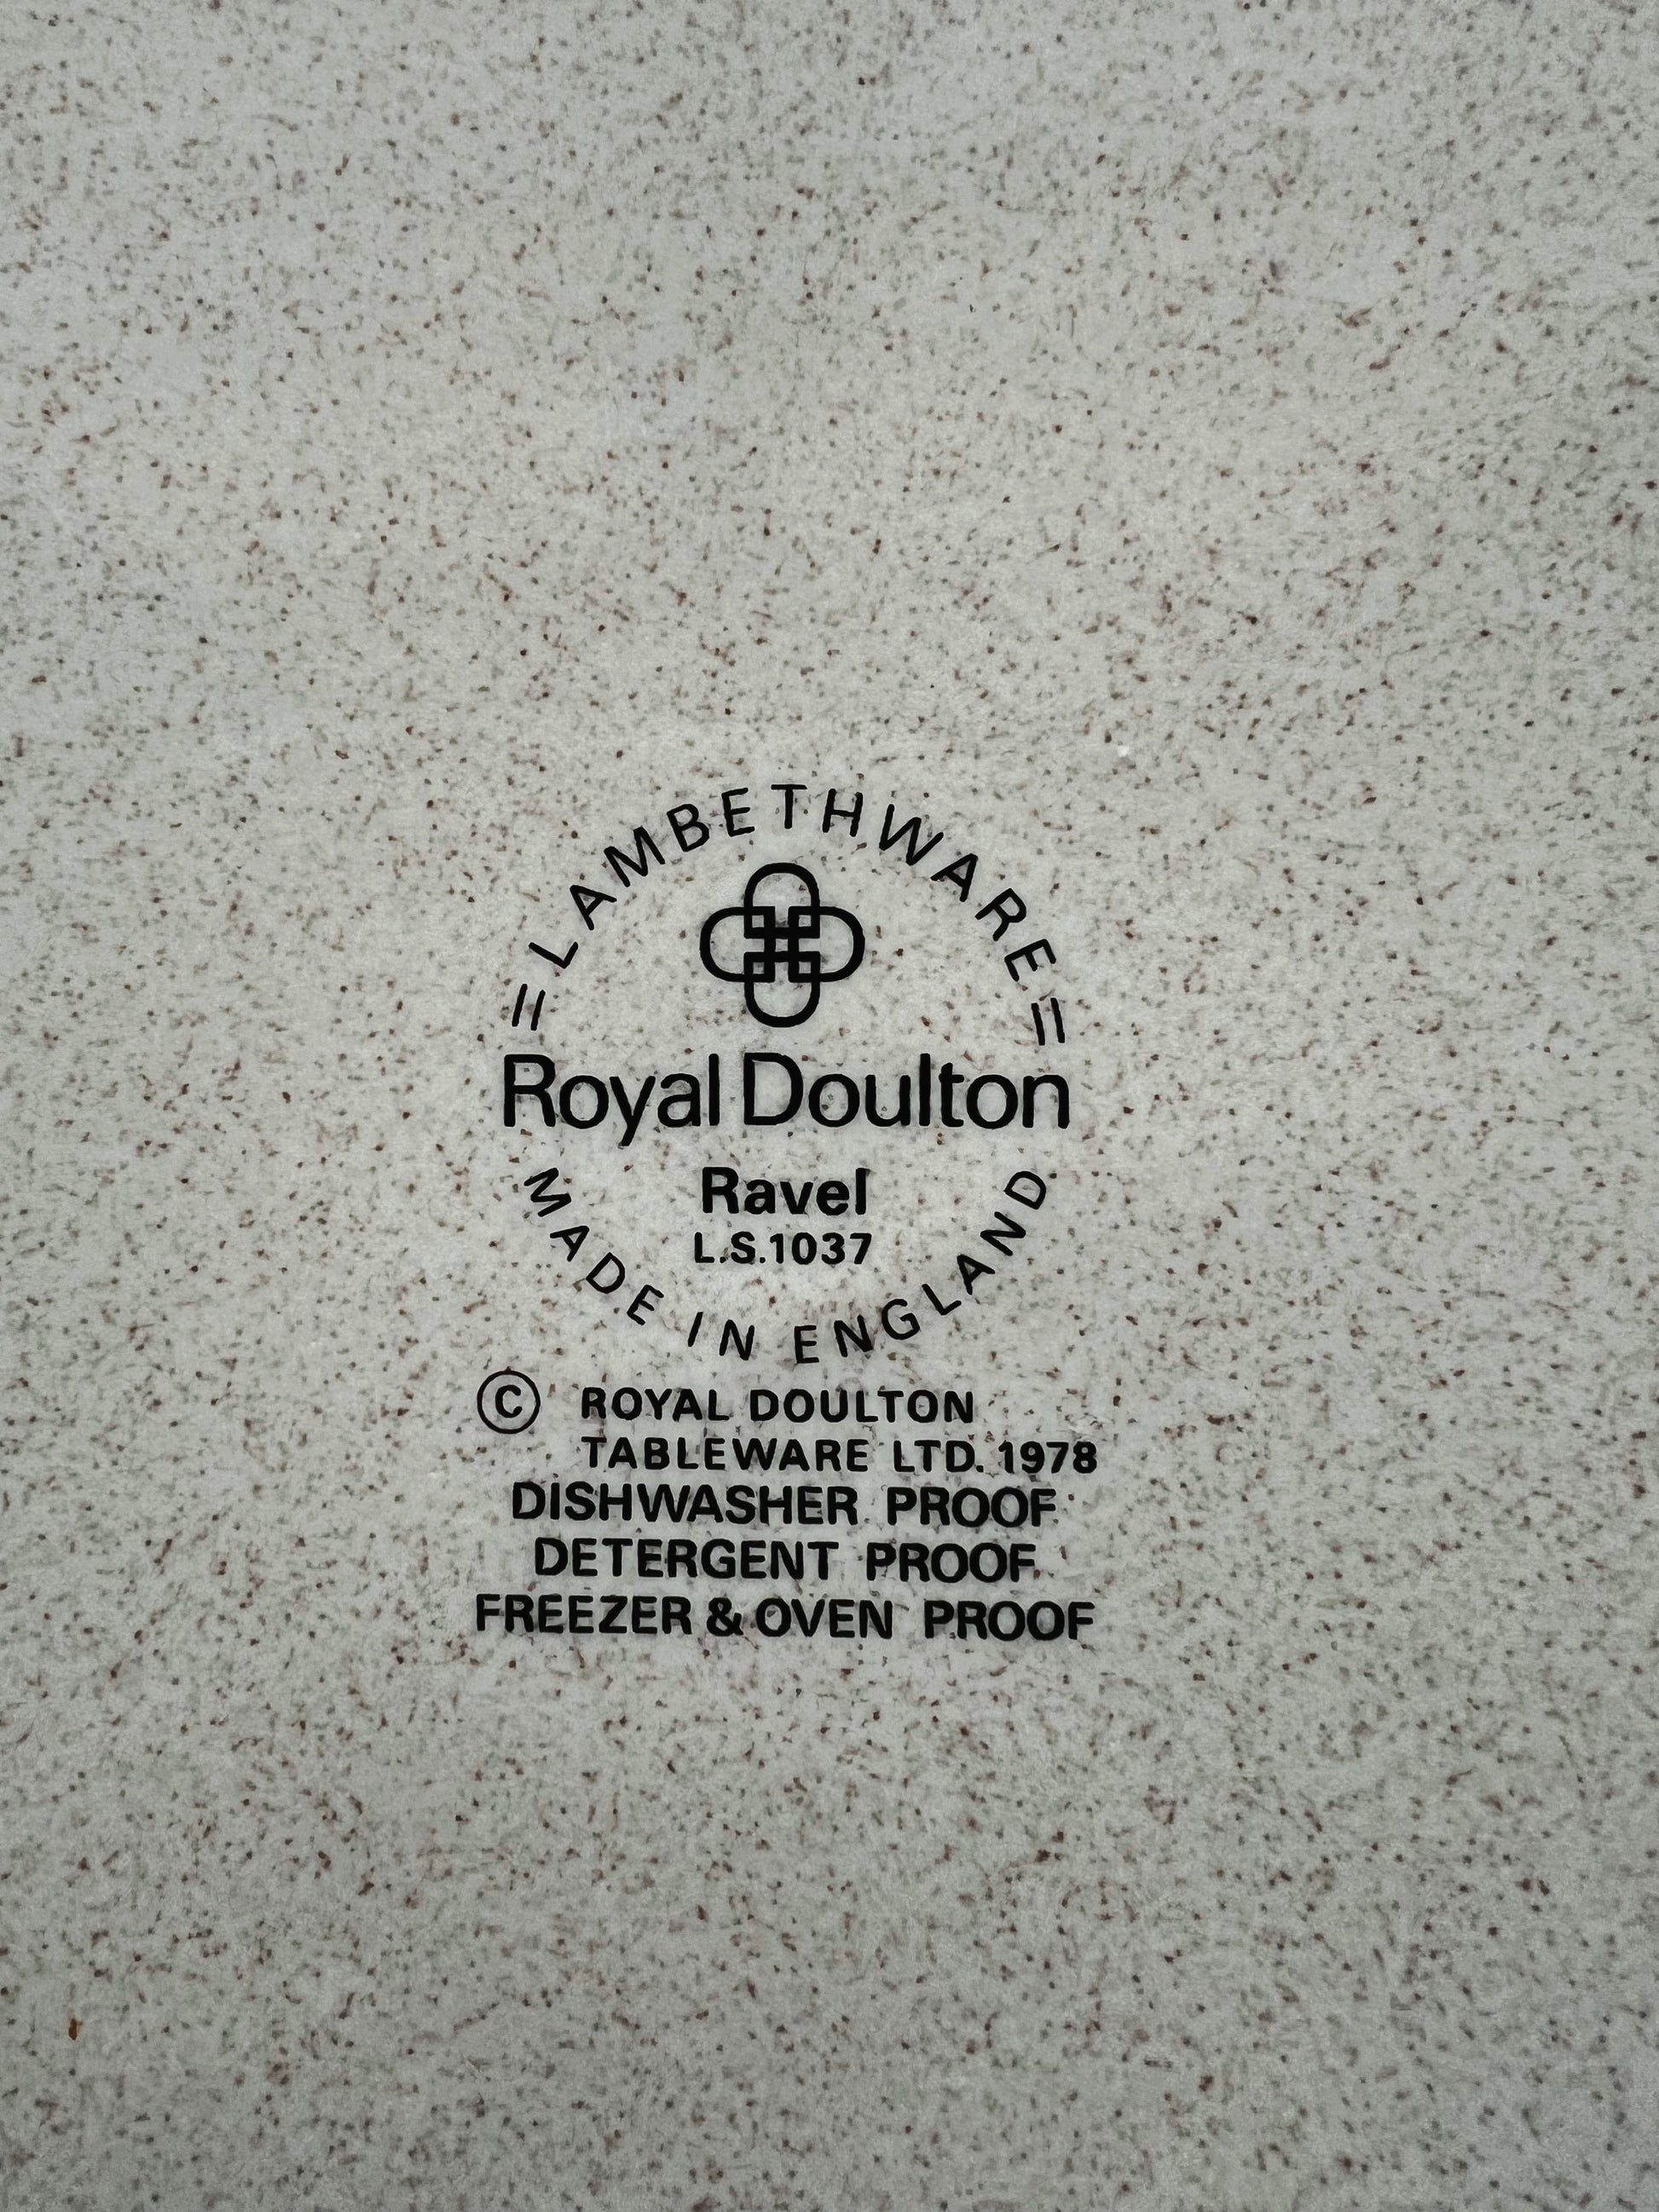 =LAMBETHWARE=
Royal Doulton
Ravel
L.S.1037
MADE IN ENGLAND
© ROYAL DOULTON
TABLEWARE LTD. 1978
DISHWASHER PROOF
DETERGENT PROOF
FREEZER & OVEN PROOF